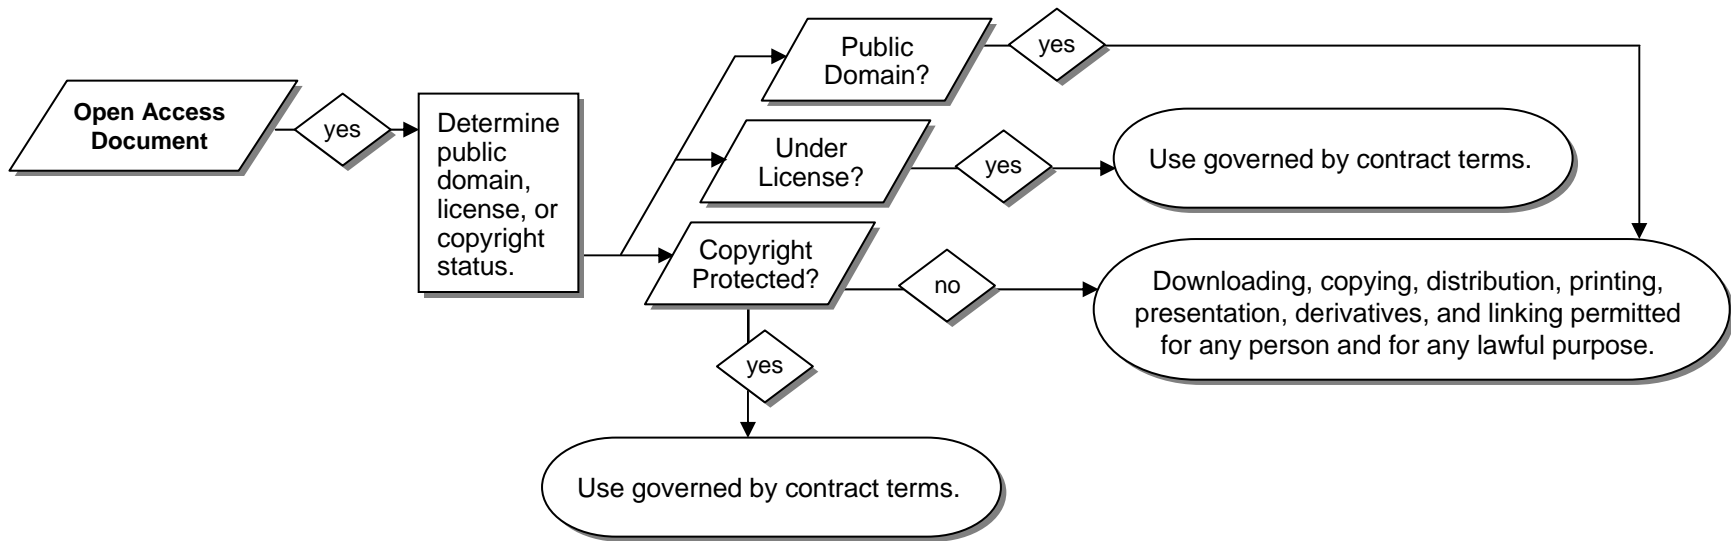 Open Access
Document
yes
Determine
public
domain,
license, or
copyright
status.
Public
Domain?
yes
Under
License?
yes
Use governed by contract terms.
Copyright
Protected?
no
Downloading, copying, distribution, printing,
presentation, derivatives, and linking permitted
for any person and for any lawful purpose.
yes
Use governed by contract terms.